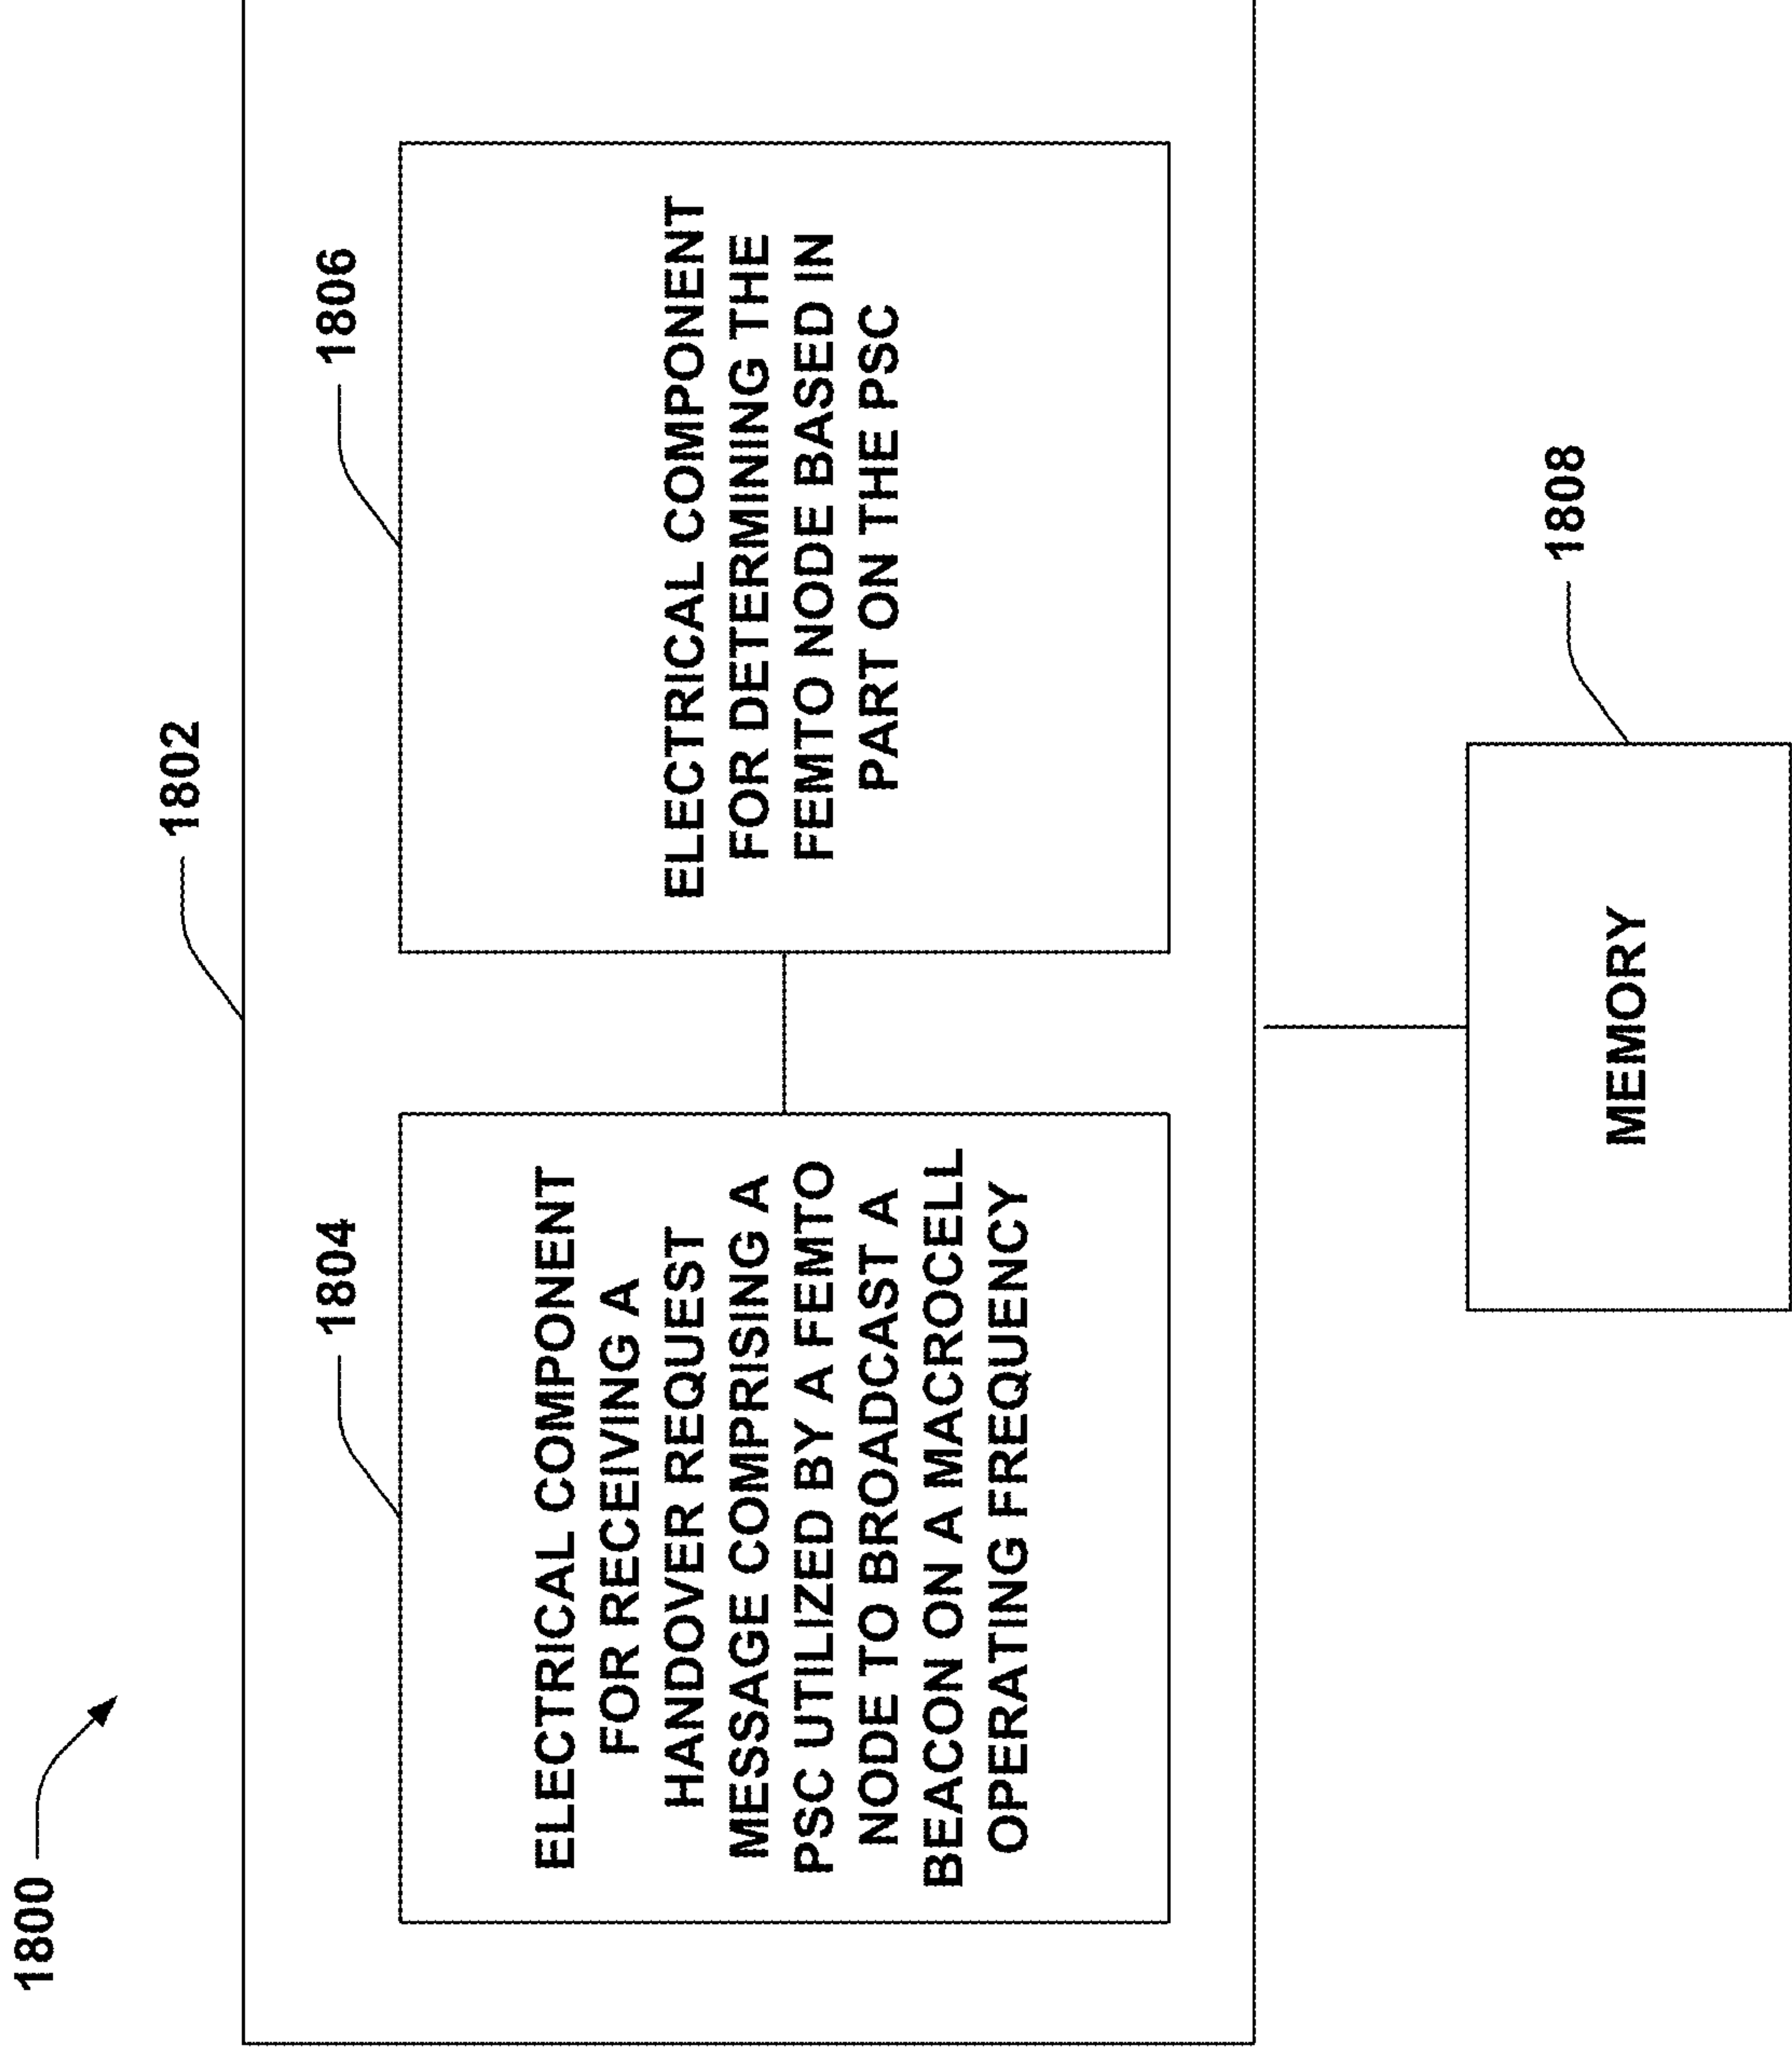 1800
1802
1804
1806
ELECTRICAL COMPONENT
FOR RECEIVING A
HANDOVER REQUEST
MESSAGE COMPRISING A
PSC UTILIZED BY A FEMTO
NODE TO BROADCAST A
BEACON ON A MACROCELL
OPERATING FREQUENCY
ELECTRICAL COMPONENT
FOR DETERMINING THE
FEMTO NODE BASED IN
PART ON THE PSC
1808
MEMORY